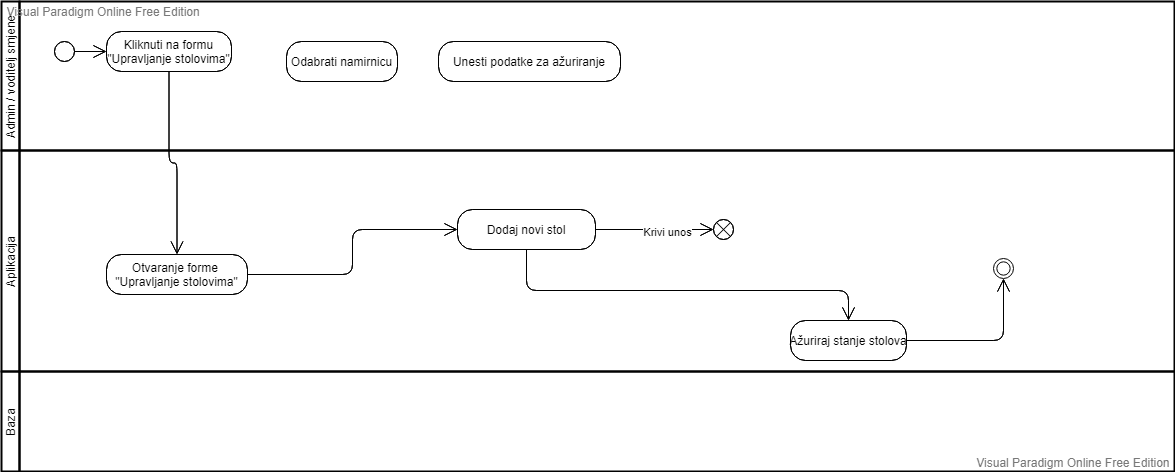 Visual Paradigm Online Free Edition
Admin / voditelj smjene
Kliknuti na formu
"Upravljanje stolovima"
Odabrati namirnicu
Unesti podatke za ažuriranje
Aplikacija
Dodaj novi stol
Krivi unos
Otvaranje forme
"Upravljanje stolovima"
Ažuriraj stanje stolova
Baza
Visual Paradigm Online Free Edition